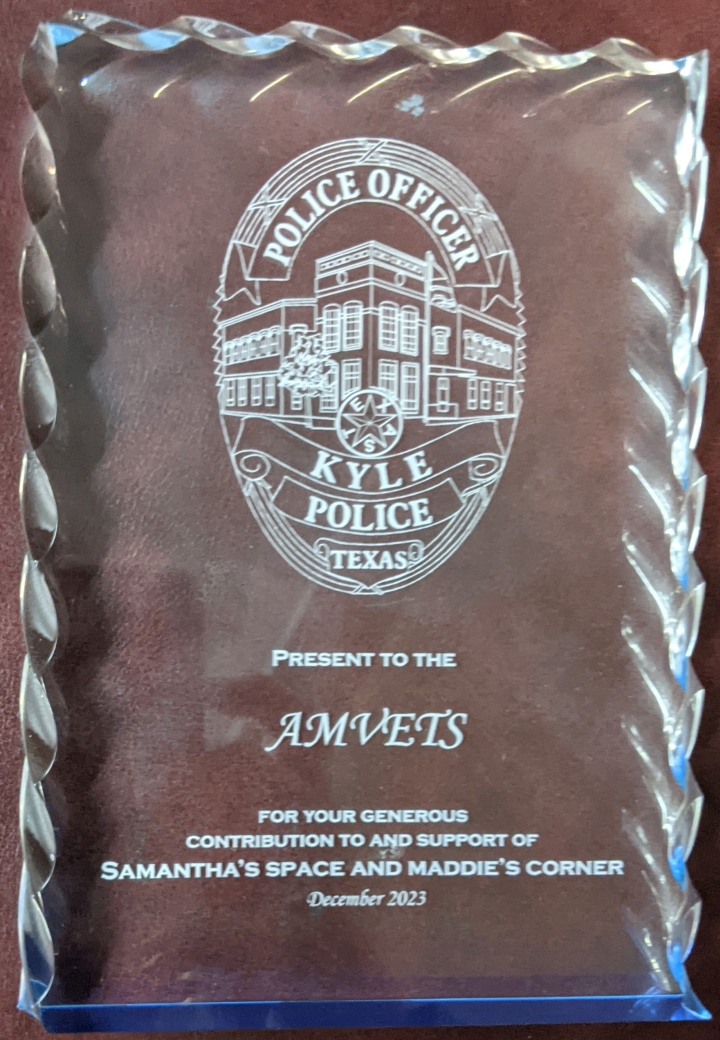 POLICE OFFICER
TEXAS
KYLE
POLICE
TEXAS
PRESENT TO THE
AMVETS
FOR YOUR GENEROUS
CONTRIBUTION TO AND SUPPORT OF
SAMANTHA'S SPACE AND MADDIE'S CORNER
December 2023